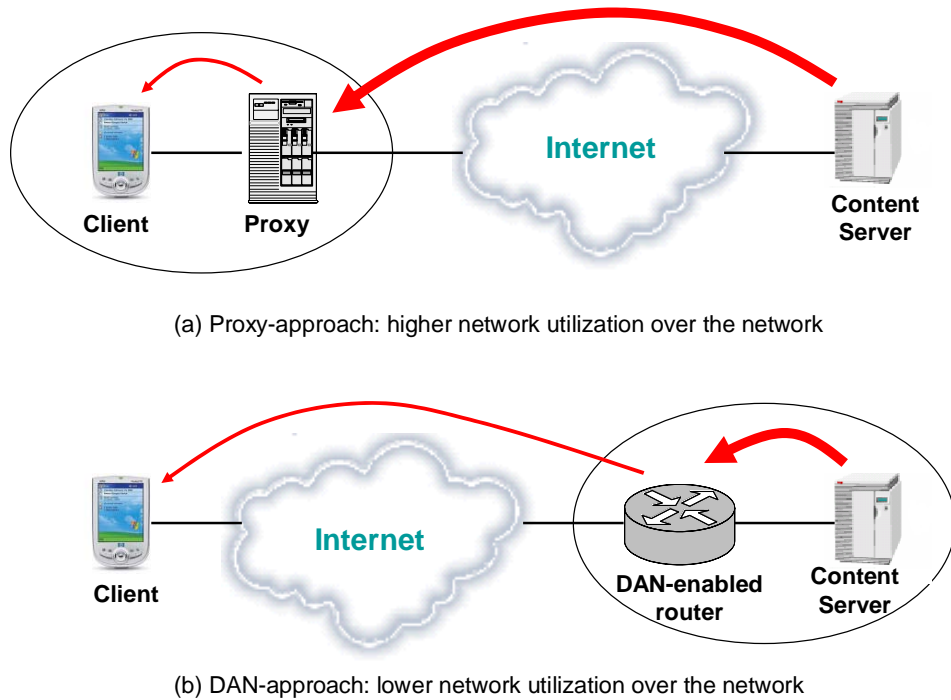 Internet
Client
Proxy
Content
Server
(a) Proxy-approach: higher network utilization over the network
Internet
Client
DAN-enabled
router
Content
Server
(b) DAN-approach: lower network utilization over the network